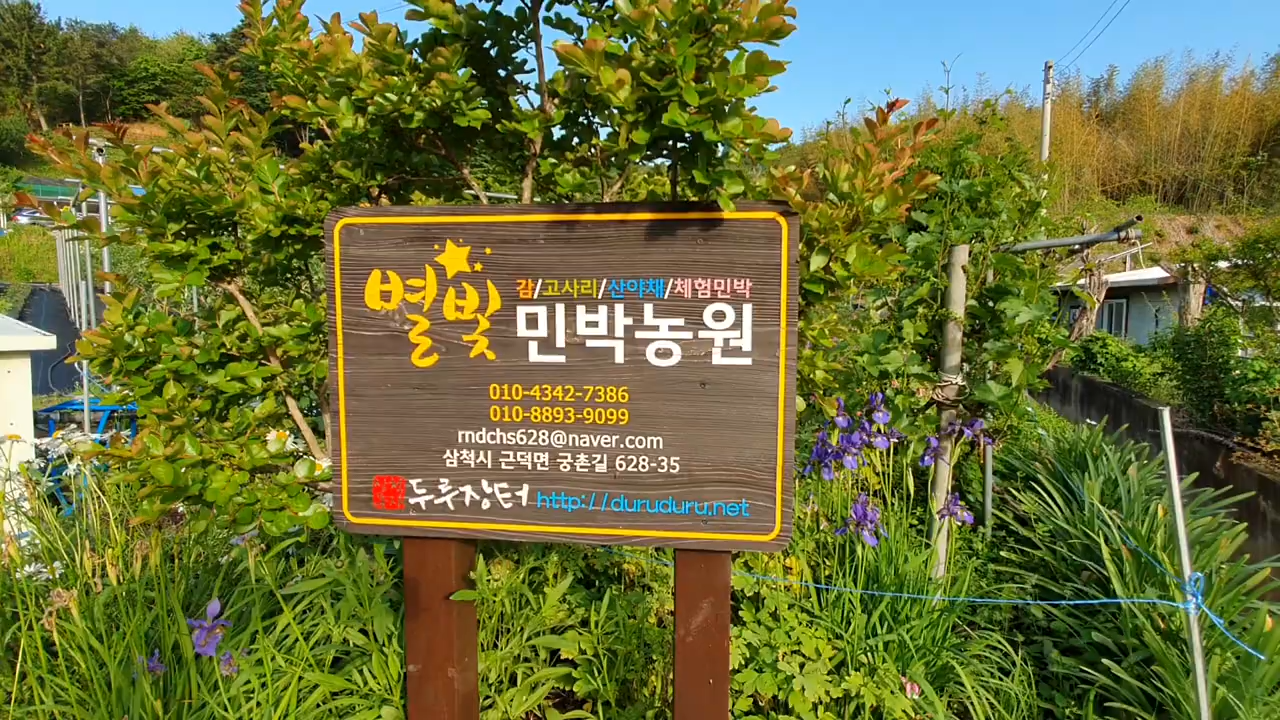 별빛
감/고사리/산야채/체험민박
민박농원
010-4342-7386
010-8893-9099
rndchs628@naver.com
삼척시 근덕면 궁촌길 628-35
두루장터 http://duruduru.net